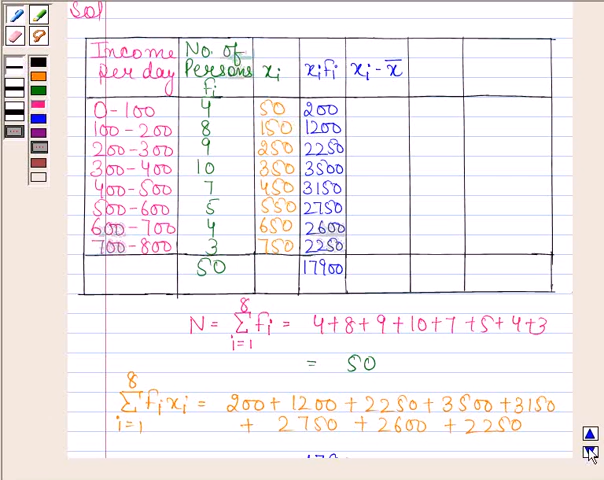 Sol
Income per day | No. of Persons fi | xi | xifi | xi - x̄
0-100 | 4 | 50 | 200
100-200 | 8 | 150 | 1200
200-300 | 9 | 250 | 2250
300-400 | 10 | 350 | 3500
400-500 | 7 | 450 | 3150
500-600 | 5 | 550 | 2750
600-700 | 4 | 650 | 2600
700-800 | 3 | 750 | 2250
50 | 17900
N = 8 Σ i=1 fi = 4+8+9+10+7+5+4+3
= 50
8 Σ i=1 fi xi = 200 + 1200 + 2250 + 3500 + 3150
+ 2750 + 2600 + 2250